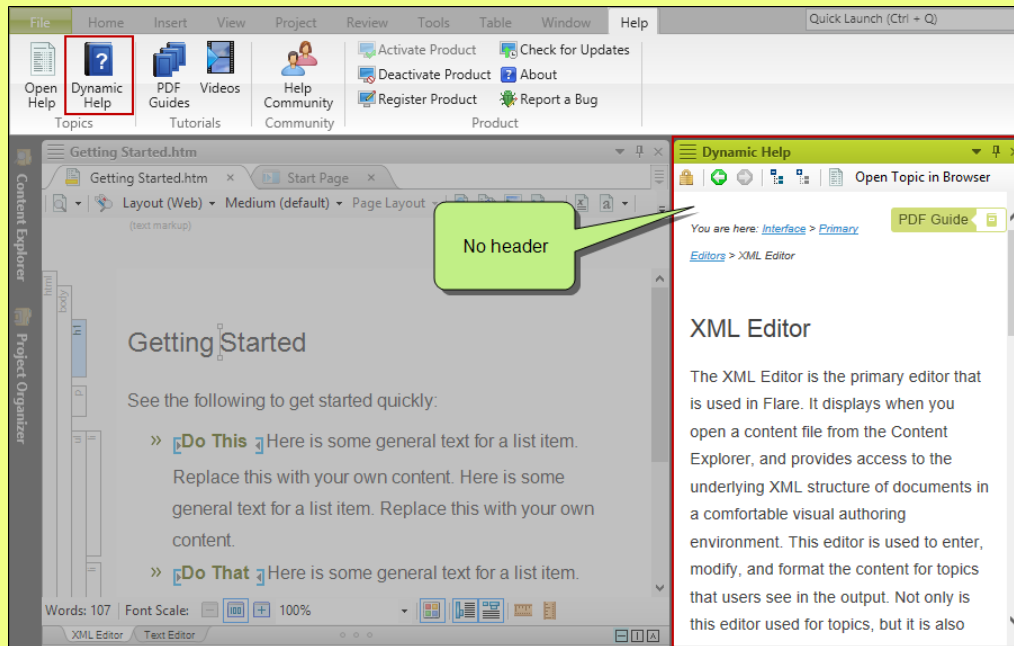 File Home Insert View Project Review Tools Table Window Help Quick Launch (Ctrl + Q)
Open Help
Dynamic Help
PDF Guides
Videos
Help Community
Activate Product
Deactivate Product
Register Product
Check for Updates
About
Report a Bug
Topics Tutorials Community Product
Content Explorer
Project Organizer
Getting Started.htm
Getting Started.htm × Start Page ×
Layout (Web) Medium (default) Page Layout
(text markup)
html
body
h1
p
ul
Getting Started
See the following to get started quickly:
» Do This Here is some general text for a list item.
Replace this with your own content. Here is some
general text for a list item. Replace this with your own
content.
» Do That Here is some general text for a list item.
Words: 107 Font Scale: 100 100%
XML Editor Text Editor
No header
Dynamic Help
Open Topic in Browser
PDF Guide
You are here: Interface > Primary
Editors > XML Editor
XML Editor
The XML Editor is the primary editor that
is used in Flare. It displays when you
open a content file from the Content
Explorer, and provides access to the
underlying XML structure of documents in
a comfortable visual authoring
environment. This editor is used to enter,
modify, and format the content for topics
that users see in the output. Not only is
this editor used for topics, but it is also